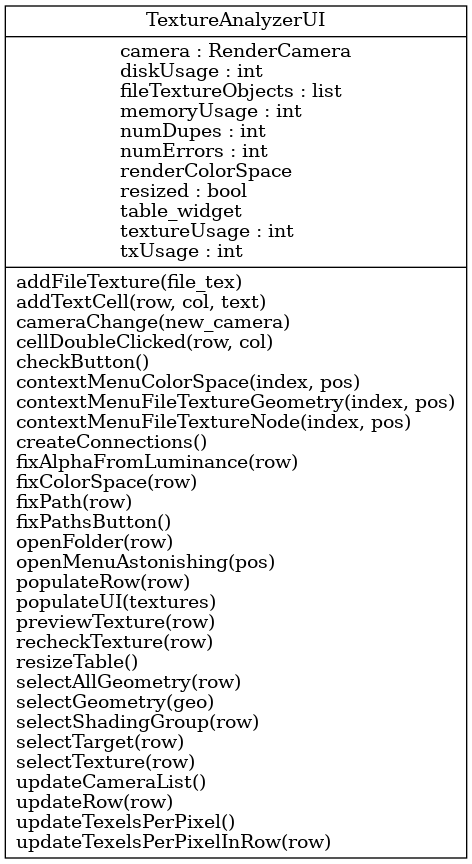 TextureAnalyzerUI
camera : RenderCamera
diskUsage : int
fileTextureObjects : list
memoryUsage : int
numDupes : int
numErrors : int
renderColorSpace
resized : bool
table_widget
textureUsage : int
txUsage : int
addFileTexture(file_tex)
addTextCell(row, col, text)
cameraChange(new_camera)
cellDoubleClicked(row, col)
checkButton()
contextMenuColorSpace(index, pos)
contextMenuFileTextureGeometry(index, pos)
contextMenuFileTextureNode(index, pos)
createConnections()
fixAlphaFromLuminance(row)
fixColorSpace(row)
fixPath(row)
fixPathsButton()
openFolder(row)
openMenuAstonishing(pos)
populateRow(row)
populateUI(textures)
previewTexture(row)
recheckTexture(row)
resizeTable()
selectAllGeometry(row)
selectGeometry(geo)
selectShadingGroup(row)
selectTarget(row)
selectTexture(row)
updateCameraList()
updateRow(row)
updateTexelsPerPixel()
updateTexelsPerPixelInRow(row)